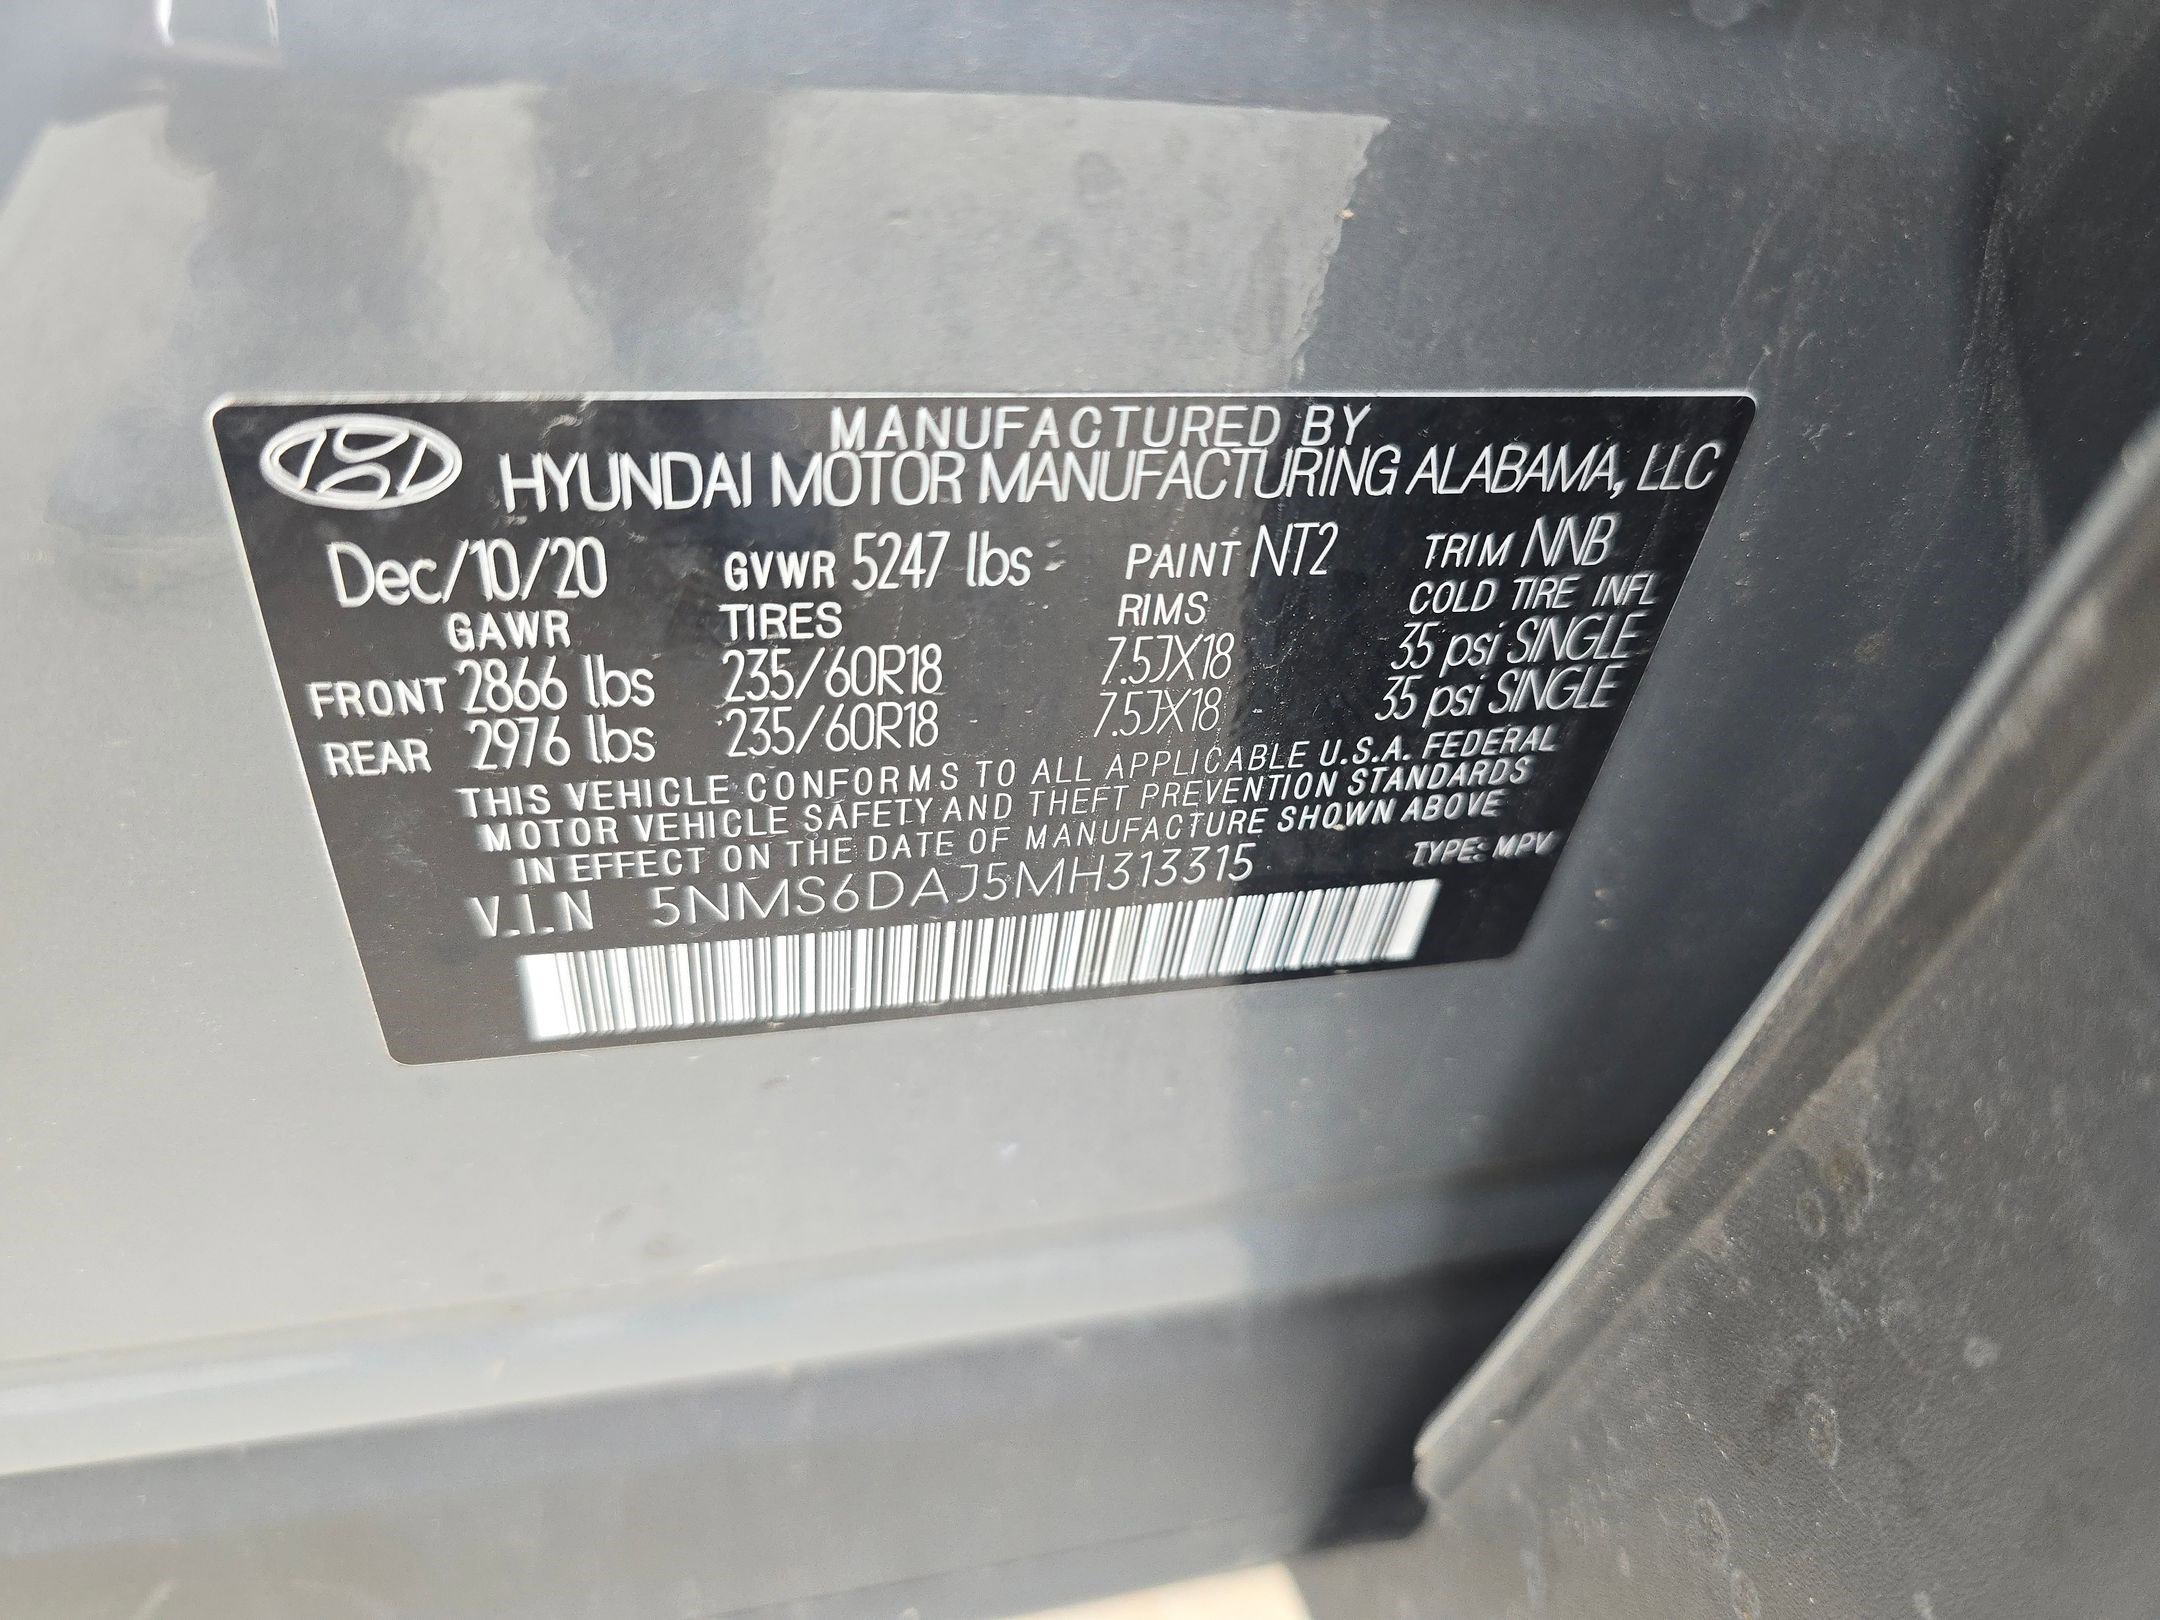 MANUFACTURED BY
HYUNDAI MOTOR MANUFACTURING ALABAMA, LLC
Dec/10/20 GVWR 5247 lbs PAINT NT2 TRIM NNB
GAWR TIRES RIMS COLD TIRE INFL
FRONT 2866 lbs 235/60R18 7.5JX18 35 psi SINGLE
REAR 2976 lbs 235/60R18 7.5JX18 35 psi SINGLE
THIS VEHICLE CONFORMS TO ALL APPLICABLE U.S.A. FEDERAL
MOTOR VEHICLE SAFETY AND THEFT PREVENTION STANDARDS
IN EFFECT ON THE DATE OF MANUFACTURE SHOWN ABOVE
V.I.N 5NMS6DAJ5MH313315 TYPE: MPV